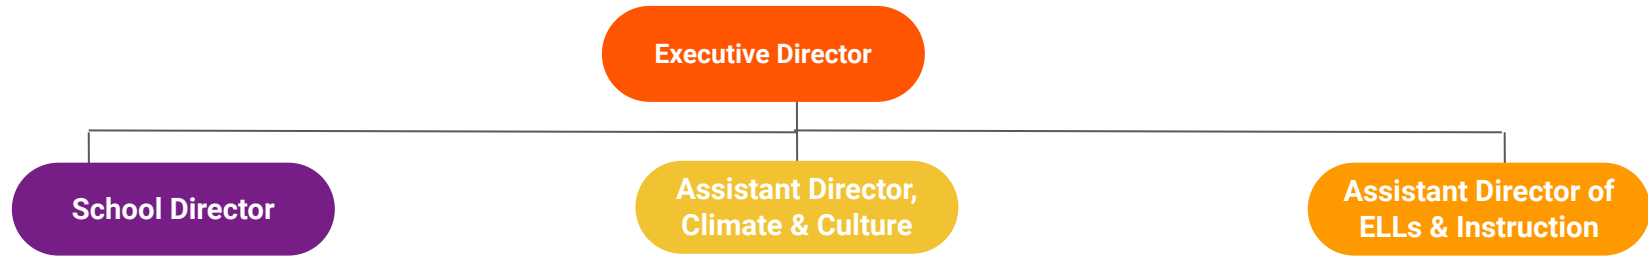 Executive Director
School Director
Assistant Director,
Climate & Culture
Assistant Director of
ELLs & Instruction